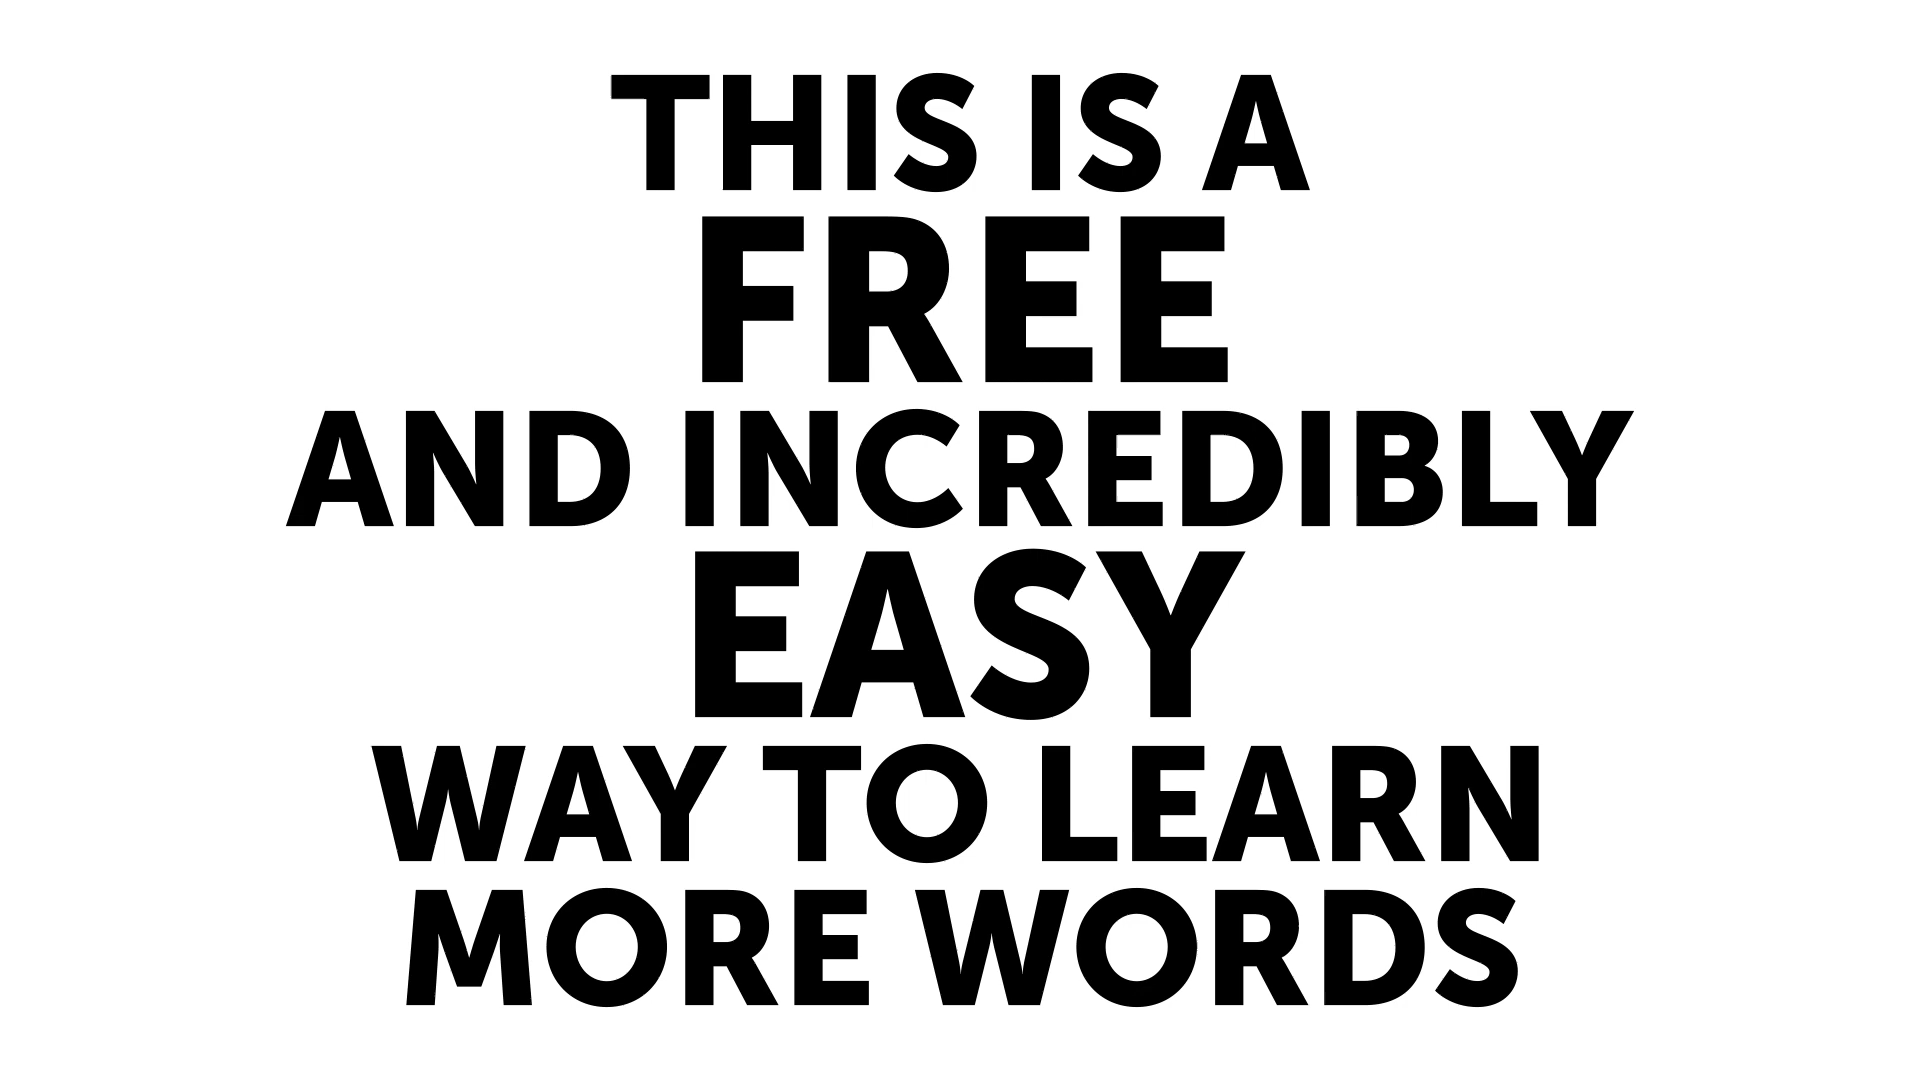 THIS IS A
FREE
AND INCREDIBLY
EASY
WAY TO LEARN
MORE WORDS